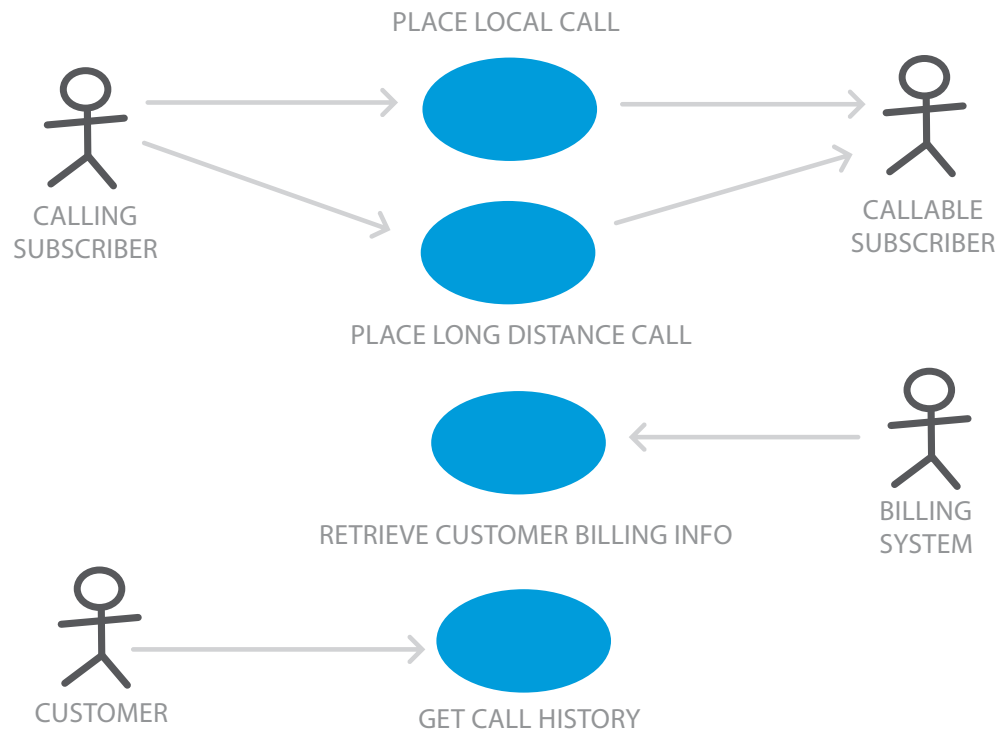 PLACE LOCAL CALL
CALLING
SUBSCRIBER
CALLABLE
SUBSCRIBER
PLACE LONG DISTANCE CALL
BILLING
SYSTEM
RETRIEVE CUSTOMER BILLING INFO
CUSTOMER
GET CALL HISTORY